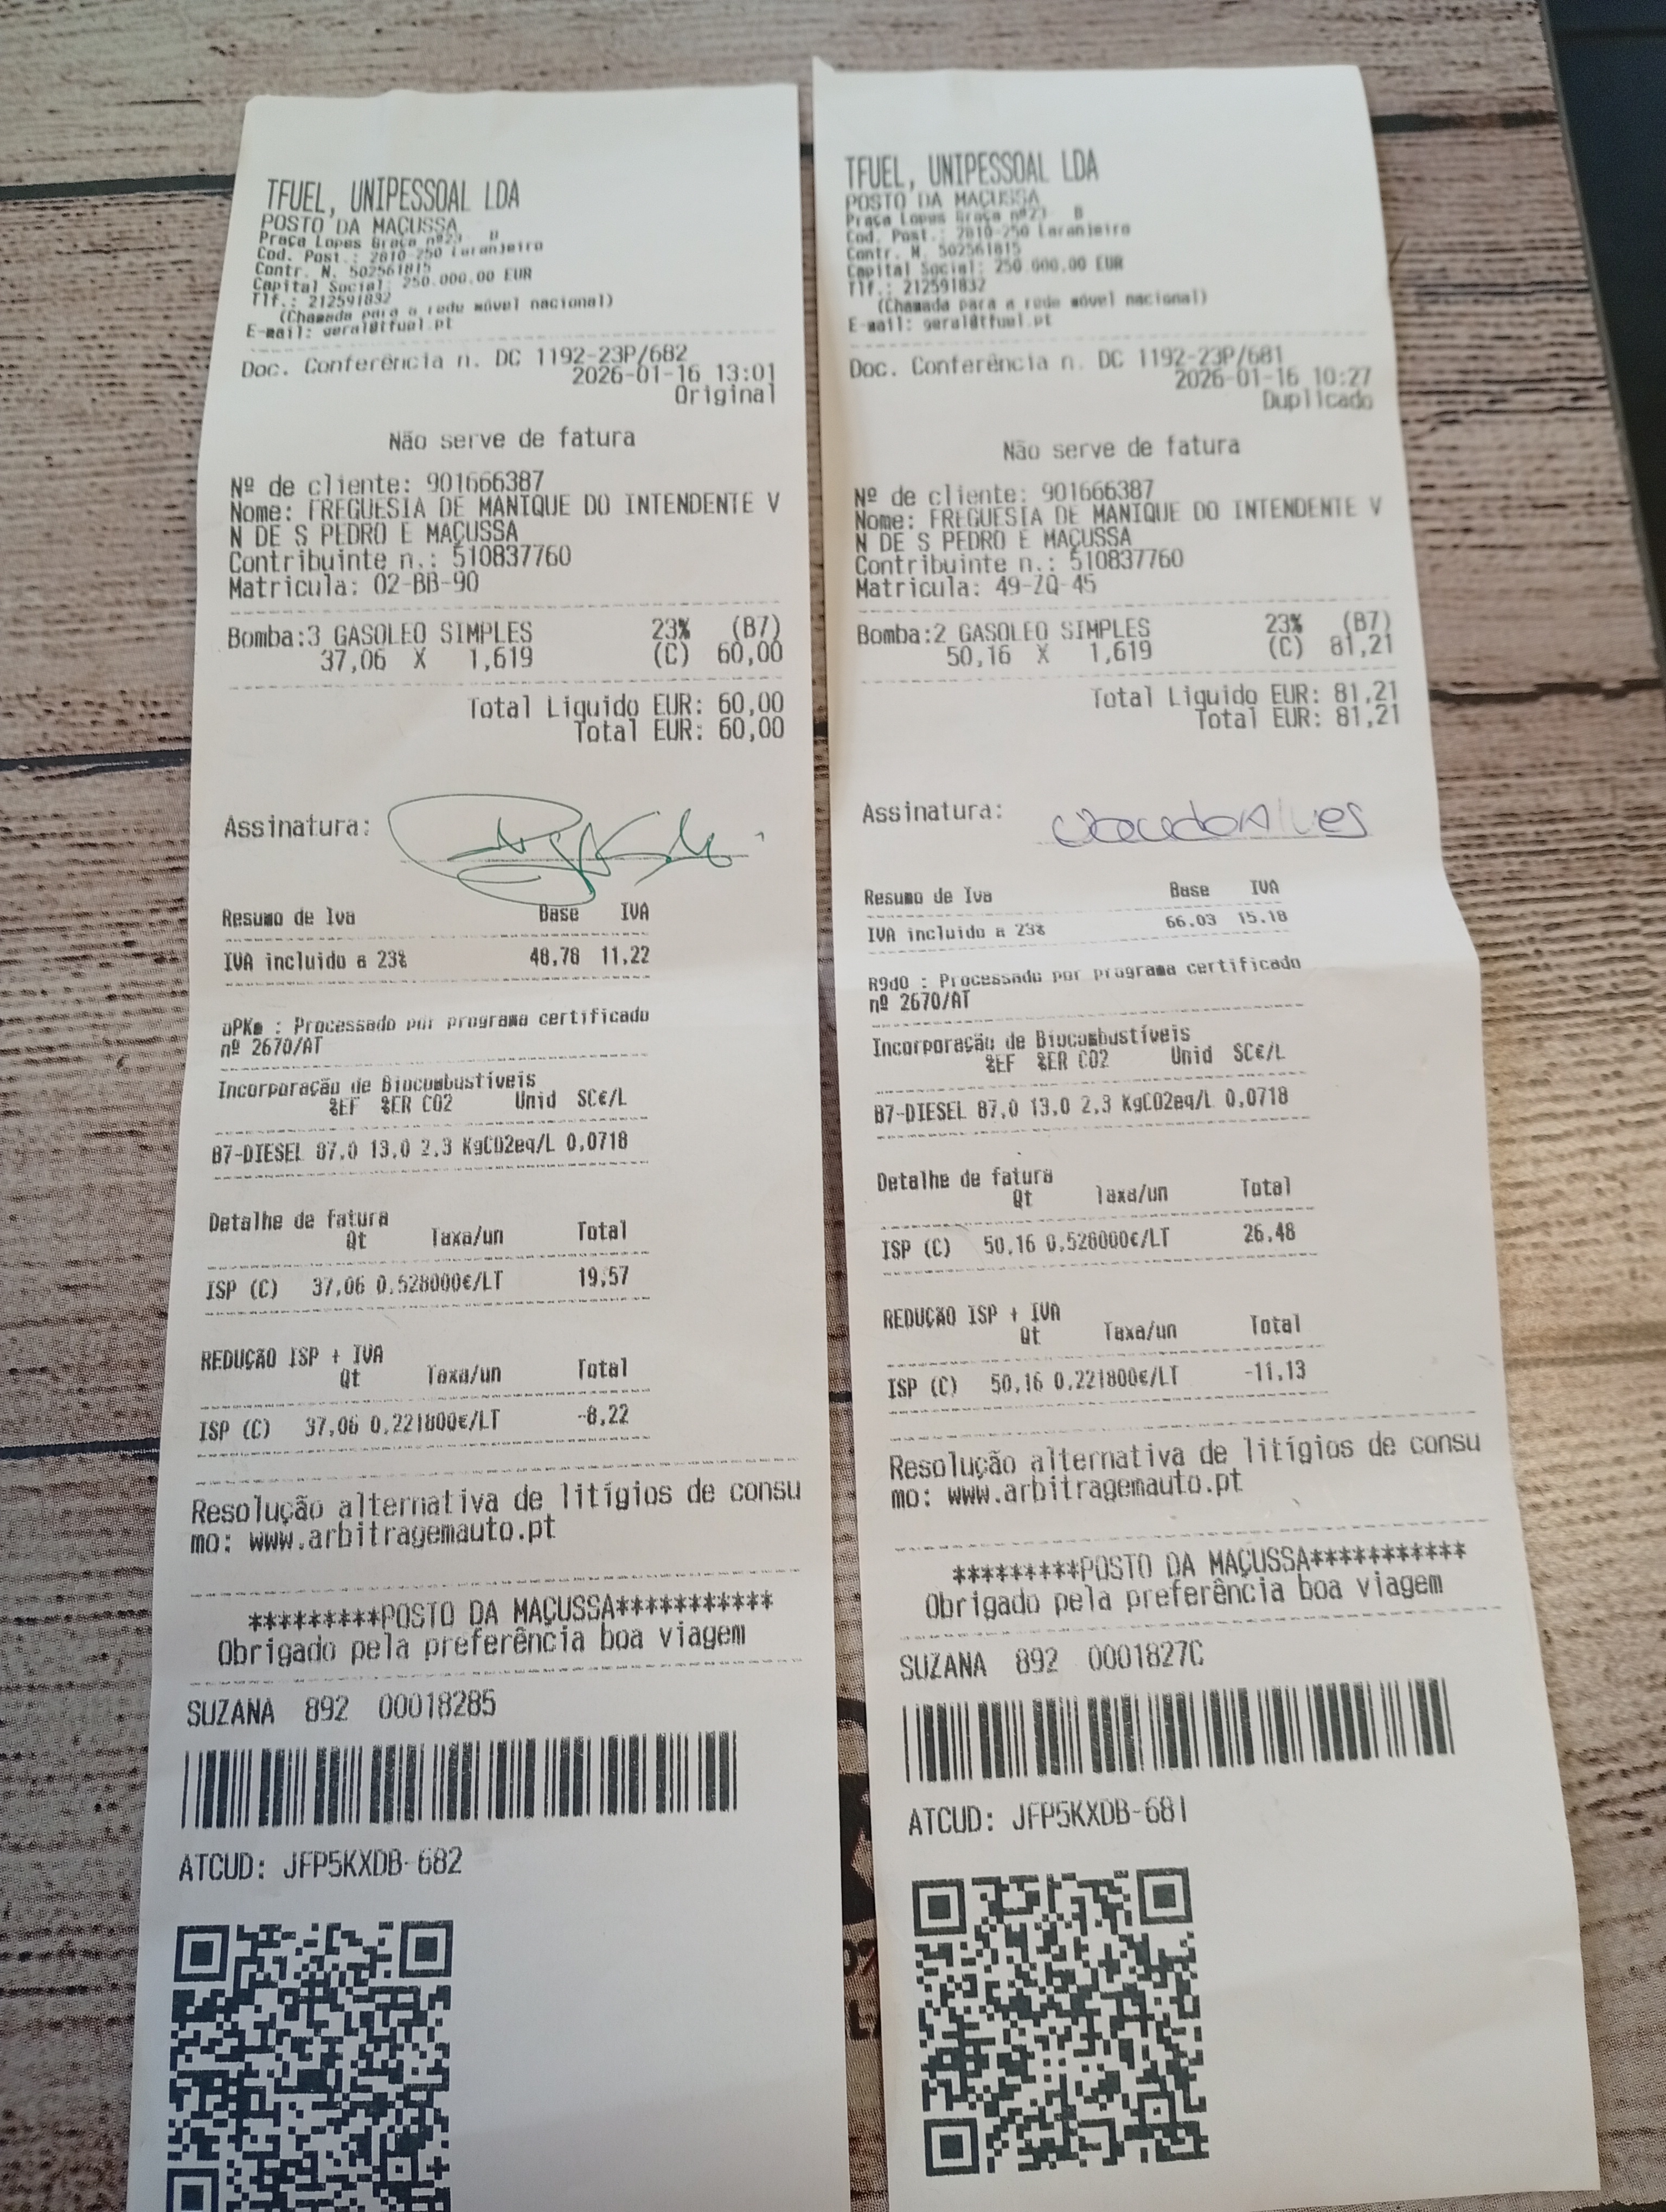 TFUEL, UNIPESSOAL LDA
POSTO DA MAÇUSSA
Praça Lopes Graça nº23 B
Cod. Post.: 2810-250 Laranjeiro
Contr. N. 502561815
Capital Social: 250.000,00 EUR
Tlf.: 212591832
(Chamada para a rede móvel nacional)
E-mail: geral@tfuel.pt
Doc. Conferência n. DC 1192-23P/682
2026-01-16 13:01
Original
Não serve de fatura
Nº de cliente: 901666387
Nome: FREGUESIA DE MANIQUE DO INTENDENTE V
N DE S PEDRO E MAÇUSSA
Contribuinte n.: 510837760
Matricula: 02-BB-90
Bomba:3 GASOLEO SIMPLES 23% (B7)
37,06 X 1,619 (C) 60,00
Total Liquido EUR: 60,00
Total EUR: 60,00
Assinatura:
Resumo de Iva Base IVA
IVA incluido a 23% 48,78 11,22
: Processado por programa certificado
nº 2670/AT
Incorporação de Biocombustíveis
%EF %ER CO2 Unid SC€/L
B7-DIESEL 87,0 13,0 2,3 KgCO2eq/L 0,0718
Detalhe de fatura
Qt Taxa/un Total
ISP (C) 37,06 0,528000€/LT 19,57
REDUÇÃO ISP + IVA
Qt Taxa/un Total
ISP (C) 37,06 0,221800€/LT -8,22
Resolução alternativa de litígios de consu
mo: www.arbitragemauto.pt
*********POSTO DA MAÇUSSA***********
Obrigado pela preferência boa viagem
SUZANA 892 00018285
ATCUD: JFP5KXDB-682
TFUEL, UNIPESSOAL LDA
POSTO DA MAÇUSSA
Praça Lopes Graça nº23 B
Cod. Post.: 2810-250 Laranjeiro
Contr. N. 502561815
Capital Social: 250.000,00 EUR
Tlf.: 212591832
(Chamada para a rede móvel nacional)
E-mail: geral@tfuel.pt
Doc. Conferência n. DC 1192-23P/681
2026-01-16 10:27
Duplicado
Não serve de fatura
Nº de cliente: 901666387
Nome: FREGUESIA DE MANIQUE DO INTENDENTE V
N DE S PEDRO E MAÇUSSA
Contribuinte n.: 510837760
Matricula: 49-ZQ-45
Bomba:2 GASOLEO SIMPLES 23% (B7)
50,16 X 1,619 (C) 81,21
Total Liquido EUR: 81,21
Total EUR: 81,21
Assinatura: Alves
Resumo de Iva Base IVA
IVA incluido a 23% 66,03 15,18
R9dO : Processado por programa certificado
nº 2670/AT
Incorporação de Biocombustíveis
%EF %ER CO2 Unid SC€/L
B7-DIESEL 87,0 13,0 2,3 KgCO2eq/L 0,0718
Detalhe de fatura
Qt Taxa/un Total
ISP (C) 50,16 0,528000€/LT 26,48
REDUÇÃO ISP + IVA
Qt Taxa/un Total
ISP (C) 50,16 0,221800€/LT -11,13
Resolução alternativa de litígios de consu
mo: www.arbitragemauto.pt
*********POSTO DA MAÇUSSA***********
Obrigado pela preferência boa viagem
SUZANA 892 0001827C
ATCUD: JFP5KXDB-681